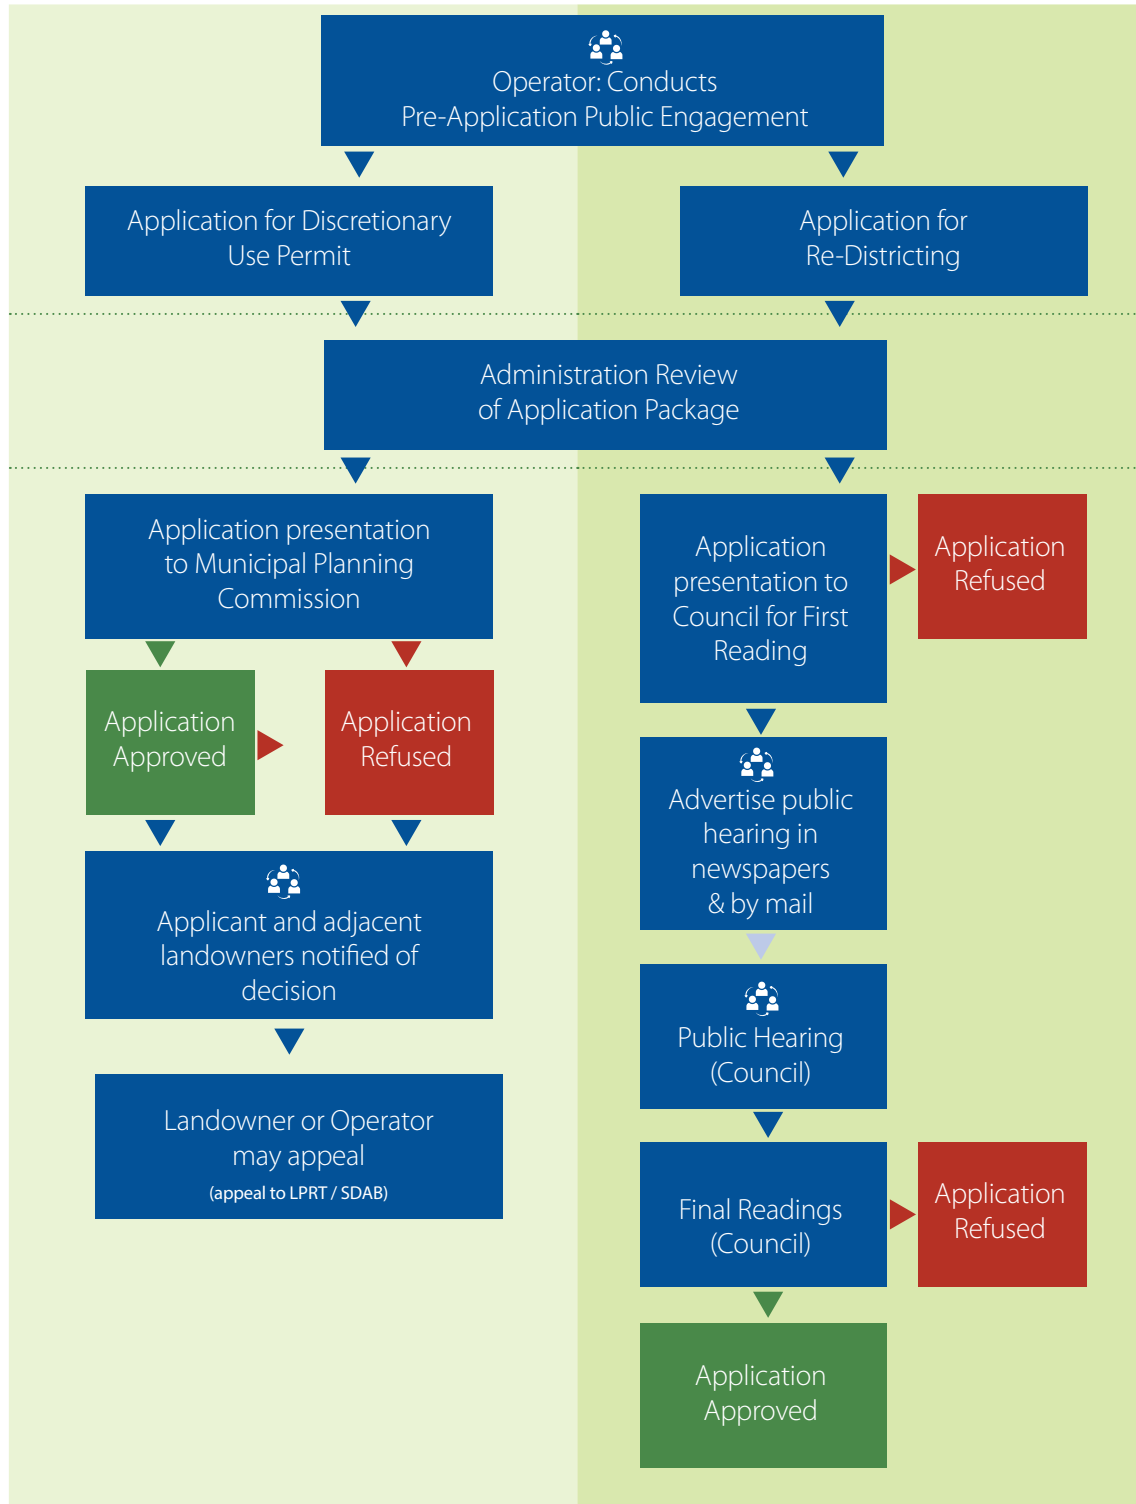 Operator: Conducts
Pre-Application Public Engagement
Application for Discretionary
Use Permit
Application for
Re-Districting
Administration Review
of Application Package
Application presentation
to Municipal Planning
Commission
Application
Approved
Application
Refused
Applicant and adjacent
landowners notified of
decision
Landowner or Operator
may appeal
(appeal to LPRT / SDAB)
Application
presentation to
Council for First
Reading
Application
Refused
Advertise public
hearing in
newspapers
& by mail
Public Hearing
(Council)
Final Readings
(Council)
Application
Refused
Application
Approved